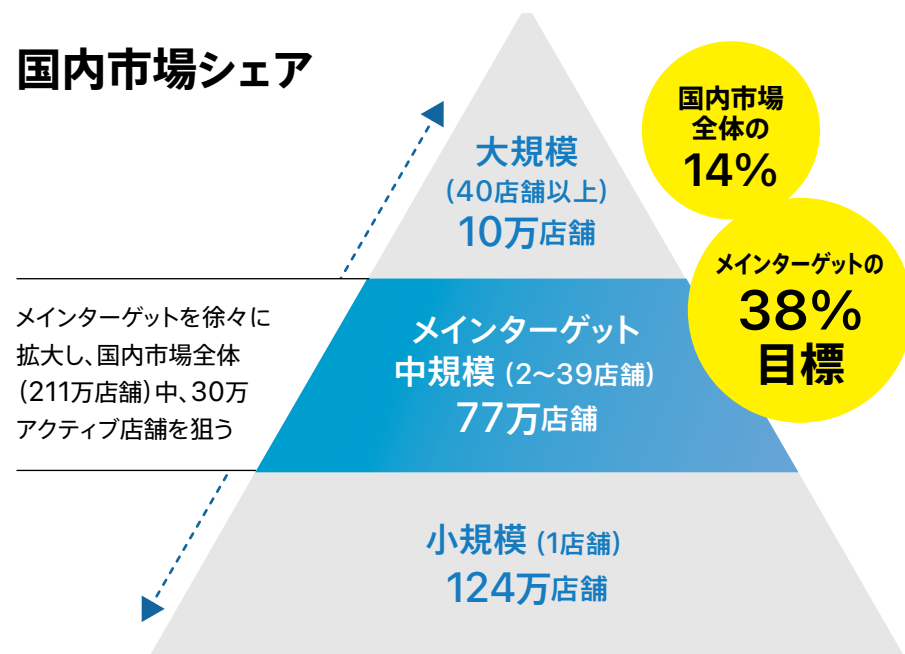 国内市場シェア
国内市場
全体の
14%
大規模
(40店舗以上)
10万店舗
メインターゲットの
38%
目標
メインターゲットを徐々に
拡大し、国内市場全体
(211万店舗)中、30万
アクティブ店舗を狙う
メインターゲット
中規模 (2〜39店舗)
77万店舗
小規模 (1店舗)
124万店舗